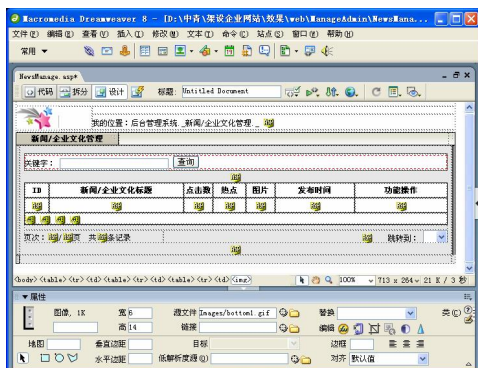 Macromedia Dreamweaver 8 - [D:\中青\架设企业网站\效果\web\ManageAdmin\NewsMana...
文件(F) 编辑(E) 查看(V) 插入(I) 修改(M) 文本(T) 命令(C) 站点(S) 窗口(W) 帮助(H)
常用
NewsManage.asp*
代码 拆分 设计 标题: Untitled Document
我的位置：后台管理系统._新闻/企业文化管理._
新闻/企业文化管理
关键字： 查询
ID 新闻/企业文化标题 点击数 热点 图片 发布时间 功能操作
页次： / 页 共 条记录 跳转到：
<body><table><tr><td><table><tr><td><table><tr><td><img> 100% 713 x 264 21 K / 3 秒
属性
图像, 1K 宽 6 源文件 Images/bottom1.gif 替换 类(C)
高 14 链接 编辑
地图 垂直边距 目标 边框
水平边距 低解析度源(O) 对齐 默认值